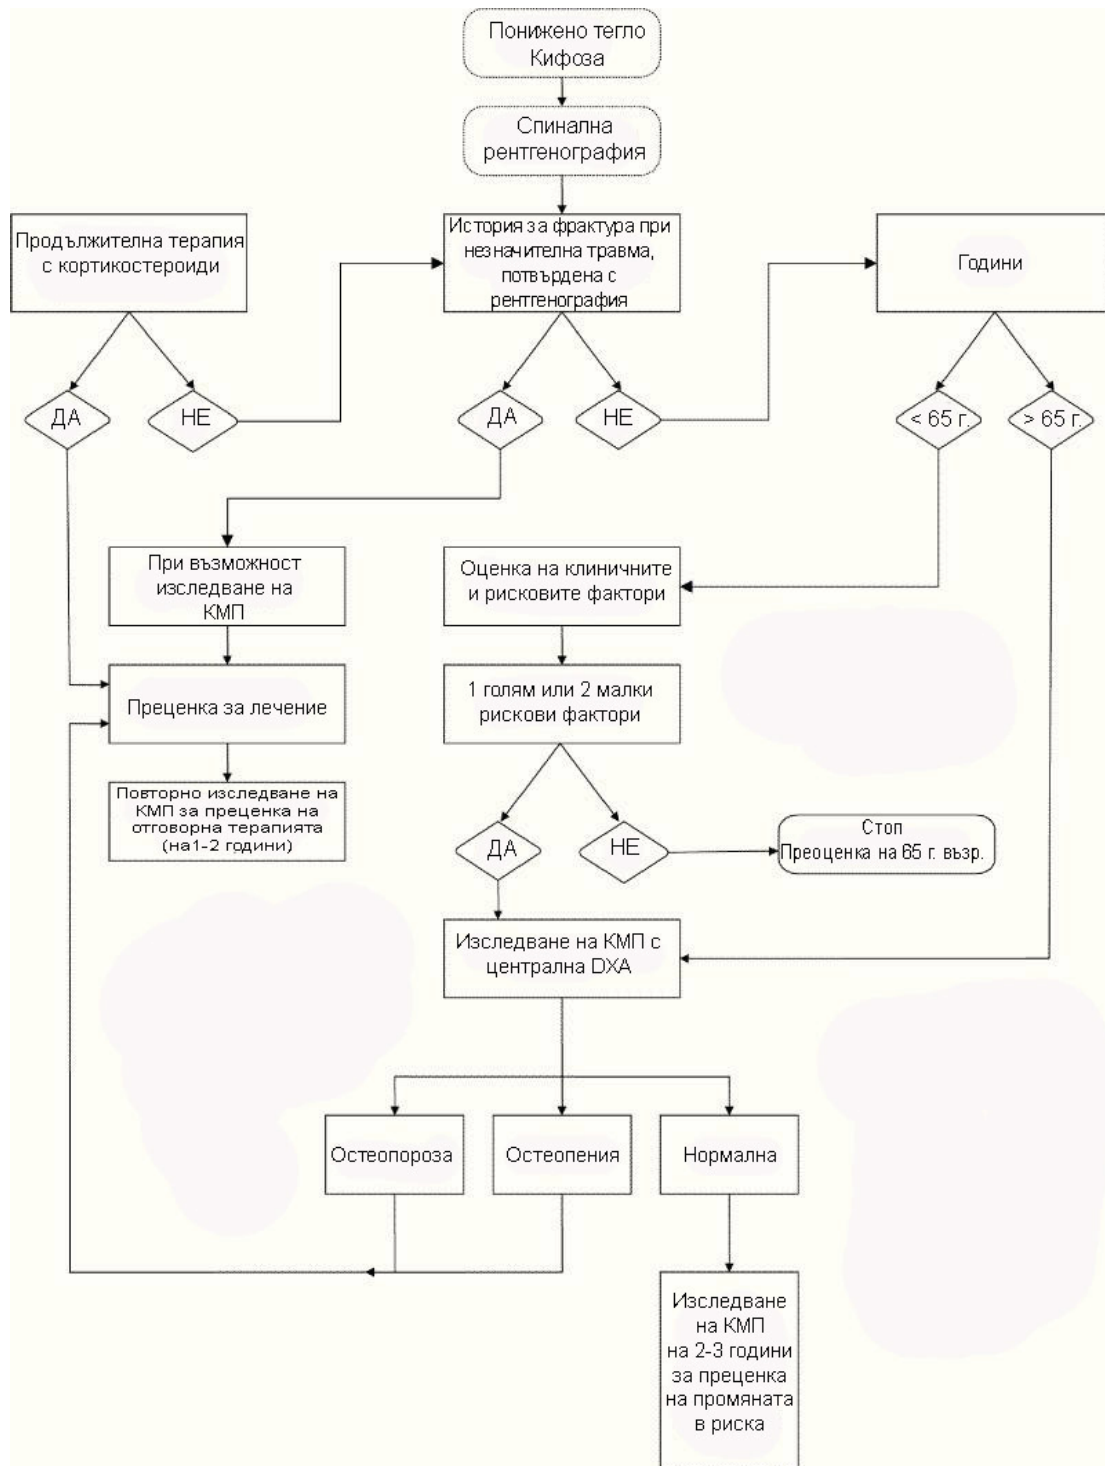 Понижено тегло
Кифоза
Спинална
рентгенография
Продължителна терапия
с кортикостероиди
История за фрактура при
незначителна травма,
потвърдена с
рентгенография
Години
ДА
НЕ
ДА
НЕ
< 65 г.
> 65 г.
При възможност
изследване на
КМП
Оценка на клиничните
и рисковите фактори
Преценка за лечение
1 голям или 2 малки
рискови фактори
Повторно изследване на
КМП за преценка на
отговорна терапията
(на1-2 години)
ДА
НЕ
Стоп
Преоценка на 65 г. възр.
Изследване на КМП с
централна DXA
Остеопороза
Остеопения
Нормална
Изследване
на КМП
на 2-3 години
за преценка
на промяната
в риска